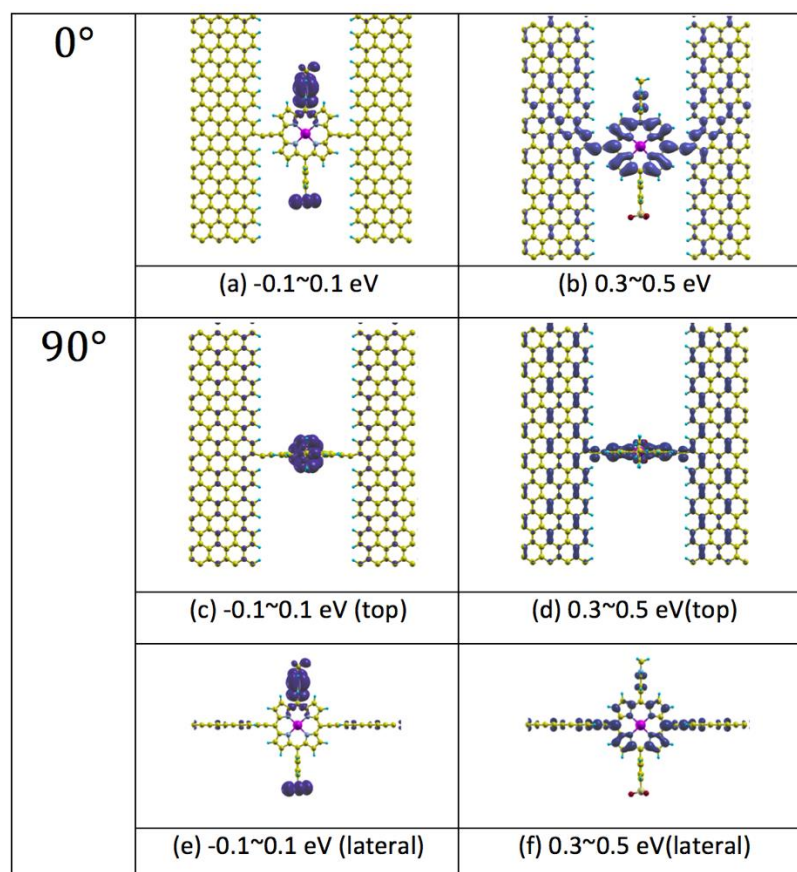 0°
(a) -0.1~0.1 eV
(b) 0.3~0.5 eV
90°
(c) -0.1~0.1 eV (top)
(d) 0.3~0.5 eV(top)
(e) -0.1~0.1 eV (lateral)
(f) 0.3~0.5 eV(lateral)